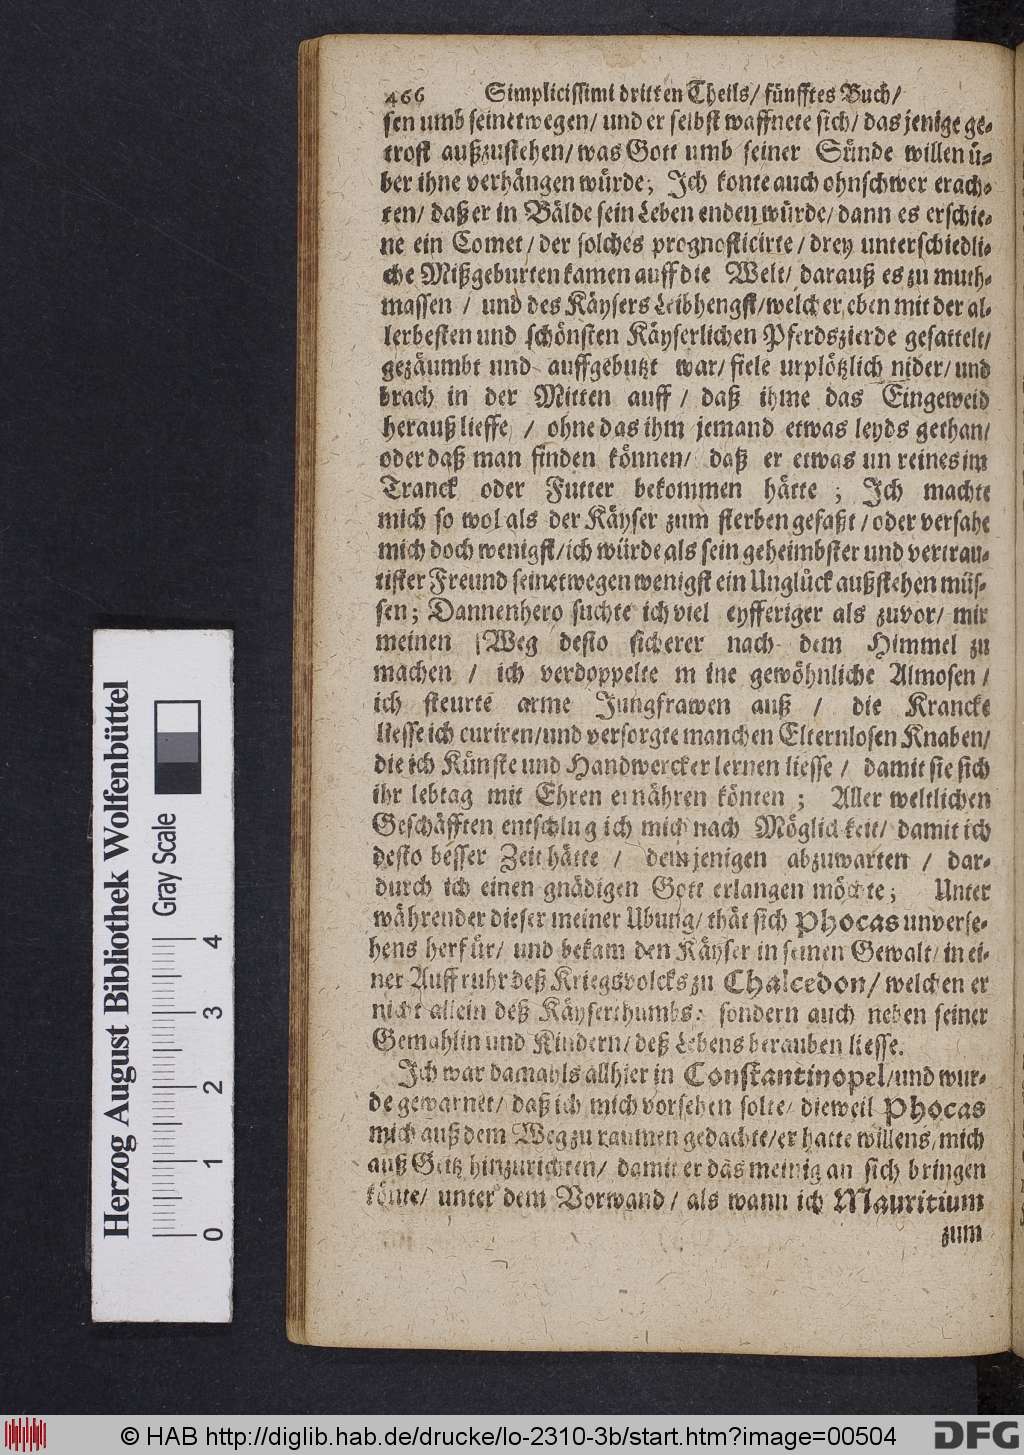 466 Simplicissimi dritten Theils/ fünfftes Buch/
sen umb seinetwegen/ und er selbst waffnete sich/ das jenige ge-
trost außzustehen/ was Gott umb seiner Sünde willen ü-
ber ihne verhängen würde; Ich konte auch ohnschwer erach-
ten/ daß er in Bälde sein Leben enden würde/ dann es erschie-
ne ein Comet/ der solches prognosticirte/ drey unterschiedli-
che Mißgeburten kamen auff die Welt/ darauß es zu muth-
massen / und des Käysers Leibhengst/ welcher eben mit der al-
lerbesten und schönsten Käyserlichen Pferdszierde gesattelt/
gezäumbt und auffgebutzt war/ fiele urplötzlich nider/ und
brach in der Mitten auff / daß ihme das Eingeweid
herauß lieffe / ohne das ihm jemand etwas leyds gethan/
oder daß man finden können/ daß er etwas unreines im
Tranck oder Futter bekommen hätte ; Ich machte
mich so wol als der Käyser zum sterben gefaßt / oder versahe
mich doch wenigst/ ich würde als sein geheimbster und vertrau-
tister Freund seinetwegen wenigst ein Unglück außstehen müs-
sen; Dannenhero suchte ich viel eyfferiger als zuvor/ mir
meinen Weg desto sicherer nach dem Himmel zu
machen / ich verdoppelte m ine gewöhnliche Almosen /
ich steurte arme Jungfrawen auß / die Krancke
liesse ich curiren/ und versorgte manchen Elternlosen Knaben/
die ich Künste und Handwercker lernen liesse / damit sie sich
ihr lebtag mit Ehren ernähren könten ; Aller weltlichen
Geschäfften entschlug ich mich nach Möglickeit/ damit ich
desto besser Zeit hätte / demjenigen abzuwarten / dar-
durch ich einen gnädigen Gott erlangen möchte; Unter
währender dieser meiner Ubung/ thät sich Phocas unverse-
hens herfür/ und bekam den Käyser in seinen Gewalt/ in ei-
ner Auffruhr deß Kriegsvolcks zu Chalcedon/ welchen er
nicht allein deß Käyserthumbs: sondern auch neben seiner
Gemahlin und Kindern/ deß Lebens berauben liesse.
Ich war damahls allhier in Constantinopel/ und wur-
de gewarnet/ daß ich mich vorsehen solte/ dieweil Phocas
mich auß dem Weg zu raumen gedachte/ er hatte willens/ mich
auß Geitz hinzurichten/ damit er das meinig an sich bringen
könte/ unter dem Vorwand/ als wann ich Mauritium
zum
Herzog August Bibliothek Wolfenbüttel
Gray Scale
0 1 2 3 4
© HAB http://diglib.hab.de/drucke/lo-2310-3b/start.htm?image=00504
DFG